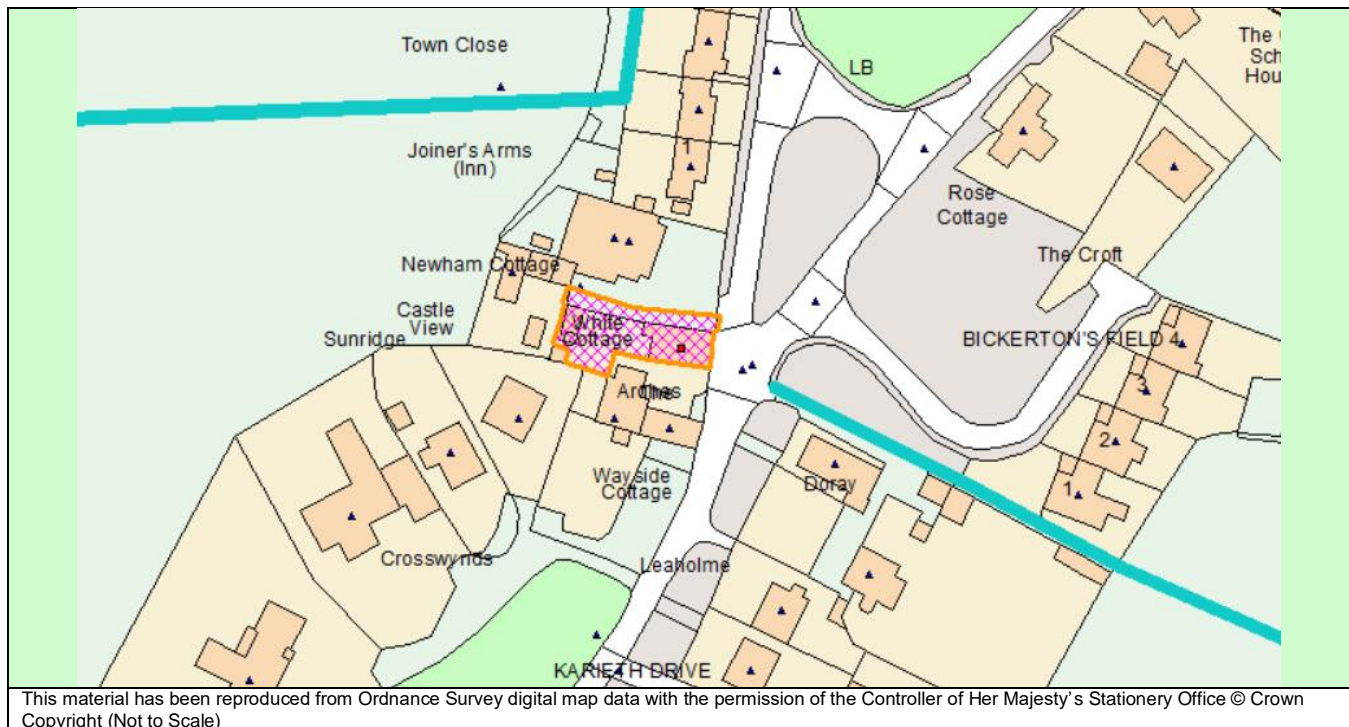 Town Close
LB
The
Sch
Hou
Joiner's Arms
(Inn)
1
Rose
Cottage
The Croft
Newham Cottage
Castle
View
Sunridge
White
Cottage
1
BICKERTON'S FIELD 4
3
2
1
Arches
The
Wayside
Cottage
Doray
Crosswynds
Leaholme
KARIETH DRIVE
This material has been reproduced from Ordnance Survey digital map data with the permission of the Controller of Her Majesty's Stationery Office © Crown
Copyright (Not to Scale)